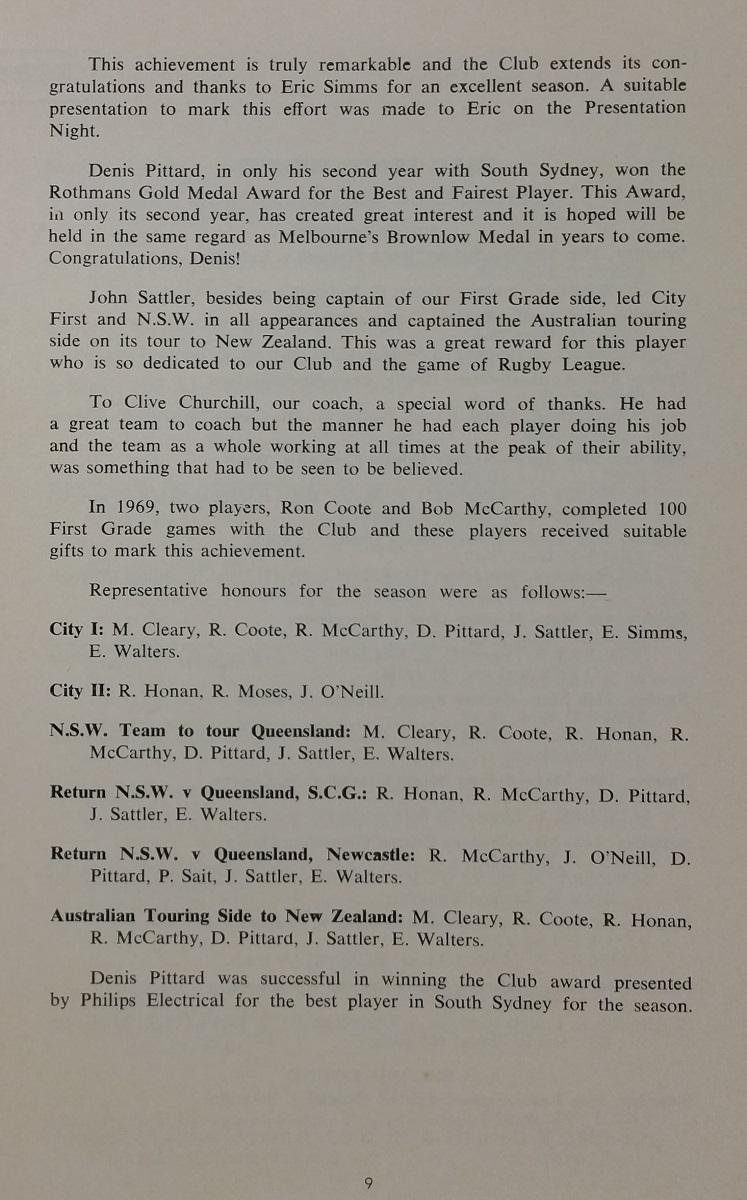 This achievement is truly remarkable and the Club extends its con-
gratulations and thanks to Eric Simms for an excellent season. A suitable
presentation to mark this effort was made to Eric on the Presentation
Night.
Denis Pittard, in only his second year with South Sydney, won the
Rothmans Gold Medal Award for the Best and Fairest Player. This Award,
in only its second year, has created great interest and it is hoped will be
held in the same regard as Melbourne's Brownlow Medal in years to come.
Congratulations, Denis!
John Sattler, besides being captain of our First Grade side, led City
First and N.S.W. in all appearances and captained the Australian touring
side on its tour to New Zealand. This was a great reward for this player
who is so dedicated to our Club and the game of Rugby League.
To Clive Churchill, our coach, a special word of thanks. He had
a great team to coach but the manner he had each player doing his job
and the team as a whole working at all times at the peak of their ability,
was something that had to be seen to be believed.
In 1969, two players, Ron Coote and Bob McCarthy, completed 100
First Grade games with the Club and these players received suitable
gifts to mark this achievement.
Representative honours for the season were as follows:—
City I: M. Cleary, R. Coote, R. McCarthy, D. Pittard, J. Sattler, E. Simms,
E. Walters.
City II: R. Honan, R. Moses, J. O'Neill.
N.S.W. Team to tour Queensland: M. Cleary, R. Coote, R. Honan, R.
McCarthy, D. Pittard, J. Sattler, E. Walters.
Return N.S.W. v Queensland, S.C.G.: R. Honan, R. McCarthy, D. Pittard,
J. Sattler, E. Walters.
Return N.S.W. v Queensland, Newcastle: R. McCarthy, J. O'Neill, D.
Pittard, P. Sait, J. Sattler, E. Walters.
Australian Touring Side to New Zealand: M. Cleary, R. Coote, R. Honan,
R. McCarthy, D. Pittard, J. Sattler, E. Walters.
Denis Pittard was successful in winning the Club award presented
by Philips Electrical for the best player in South Sydney for the season.
9